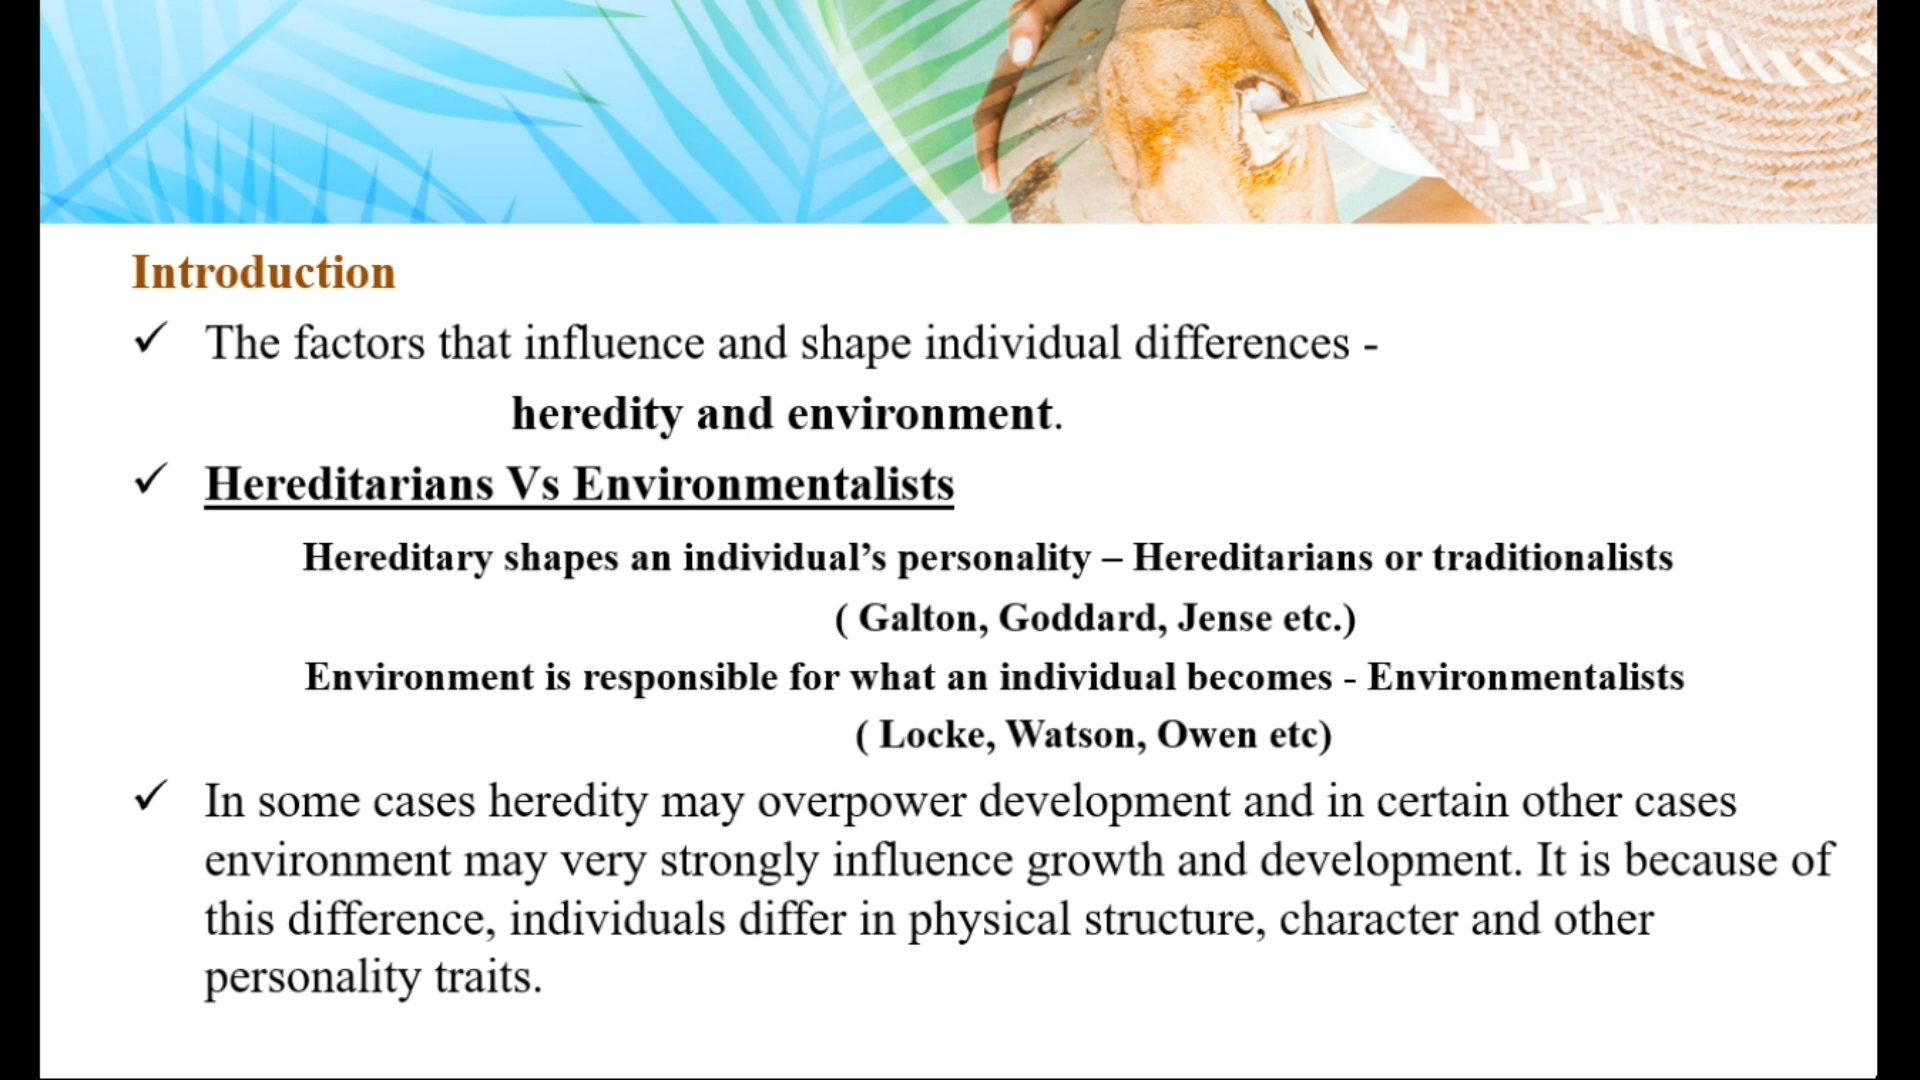 Introduction
✓ The factors that influence and shape individual differences -
heredity and environment.
✓ Hereditarians Vs Environmentalists
Hereditary shapes an individual’s personality – Hereditarians or traditionalists
( Galton, Goddard, Jense etc.)
Environment is responsible for what an individual becomes - Environmentalists
( Locke, Watson, Owen etc)
✓ In some cases heredity may overpower development and in certain other cases
environment may very strongly influence growth and development. It is because of
this difference, individuals differ in physical structure, character and other
personality traits.